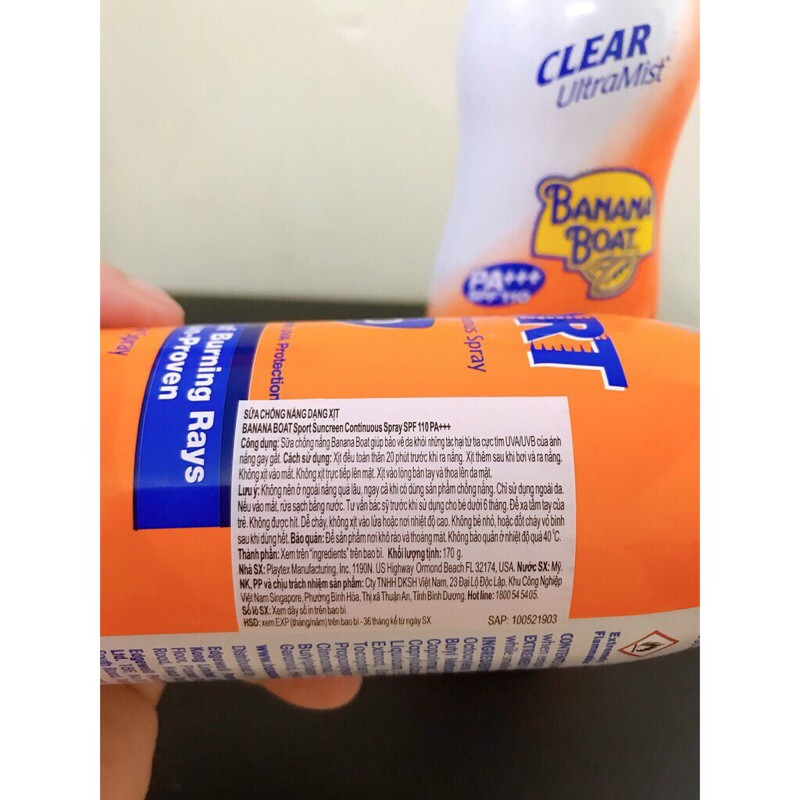 CLEAR
UltraMist
BANANA
BOAT
PA+++
SPF 110
RT
Spray
UVA Protection
Burning Rays
-Proven
Spray
SỮA CHỐNG NẮNG DẠNG XỊT
BANANA BOAT Sport Suncreen Continuous Spray SPF 110 PA+++
Công dụng: Sữa chống nắng Banana Boat giúp bảo vệ da khỏi những tác hại từ tia cực tím UVA/UVB của ánh
nắng gay gắt. Cách sử dụng: Xịt đều toàn thân 20 phút trước khi ra nắng. Xịt thêm sau khi bơi và ra nắng.
Không xịt vào mắt. Không xịt trực tiếp lên mặt. Xịt vào lòng bàn tay và thoa lên da mặt.
Lưu ý: Không nên ở ngoài nắng quá lâu, ngay cả khi có dùng sản phẩm chống nắng. Chỉ sử dụng ngoài da.
Nếu vào mắt, rửa sạch bằng nước. Tư vấn bác sỹ trước khi sử dụng cho bé dưới 6 tháng. Để xa tầm tay của
trẻ. Không được hít. Dễ cháy, không xịt vào lửa hoặc nơi nhiệt độ cao. Không bẻ nhỏ, hoặc đốt cháy vỏ bình
sau khi dùng hết. Bảo quản: Để sản phẩm nơi khô ráo và thoáng mát. Không bảo quản ở nhiệt độ quá 40°C.
Thành phần: Xem trên "ingredients" trên bao bì. Khối lượng tịnh: 170 g.
Nhà SX: Playtex Manufacturing, Inc. 1190N. US Highway Ormond Beach FL 32174, USA. Nước SX: Mỹ.
NK, PP và chịu trách nhiệm sản phẩm: Cty TNHH DKSH Việt Nam, 23 Đại Lộ Độc Lập, Khu Công Nghiệp
Việt Nam Singapore, Phường Bình Hòa, Thị xã Thuận An, Tỉnh Bình Dương. Hot line: 1800 54 54 05.
Số lô SX: Xem dãy số in trên bao bì.
HSD: xem EXP (tháng/năm) trên bao bì - 36 tháng kể từ ngày SX. SAP: 100521903